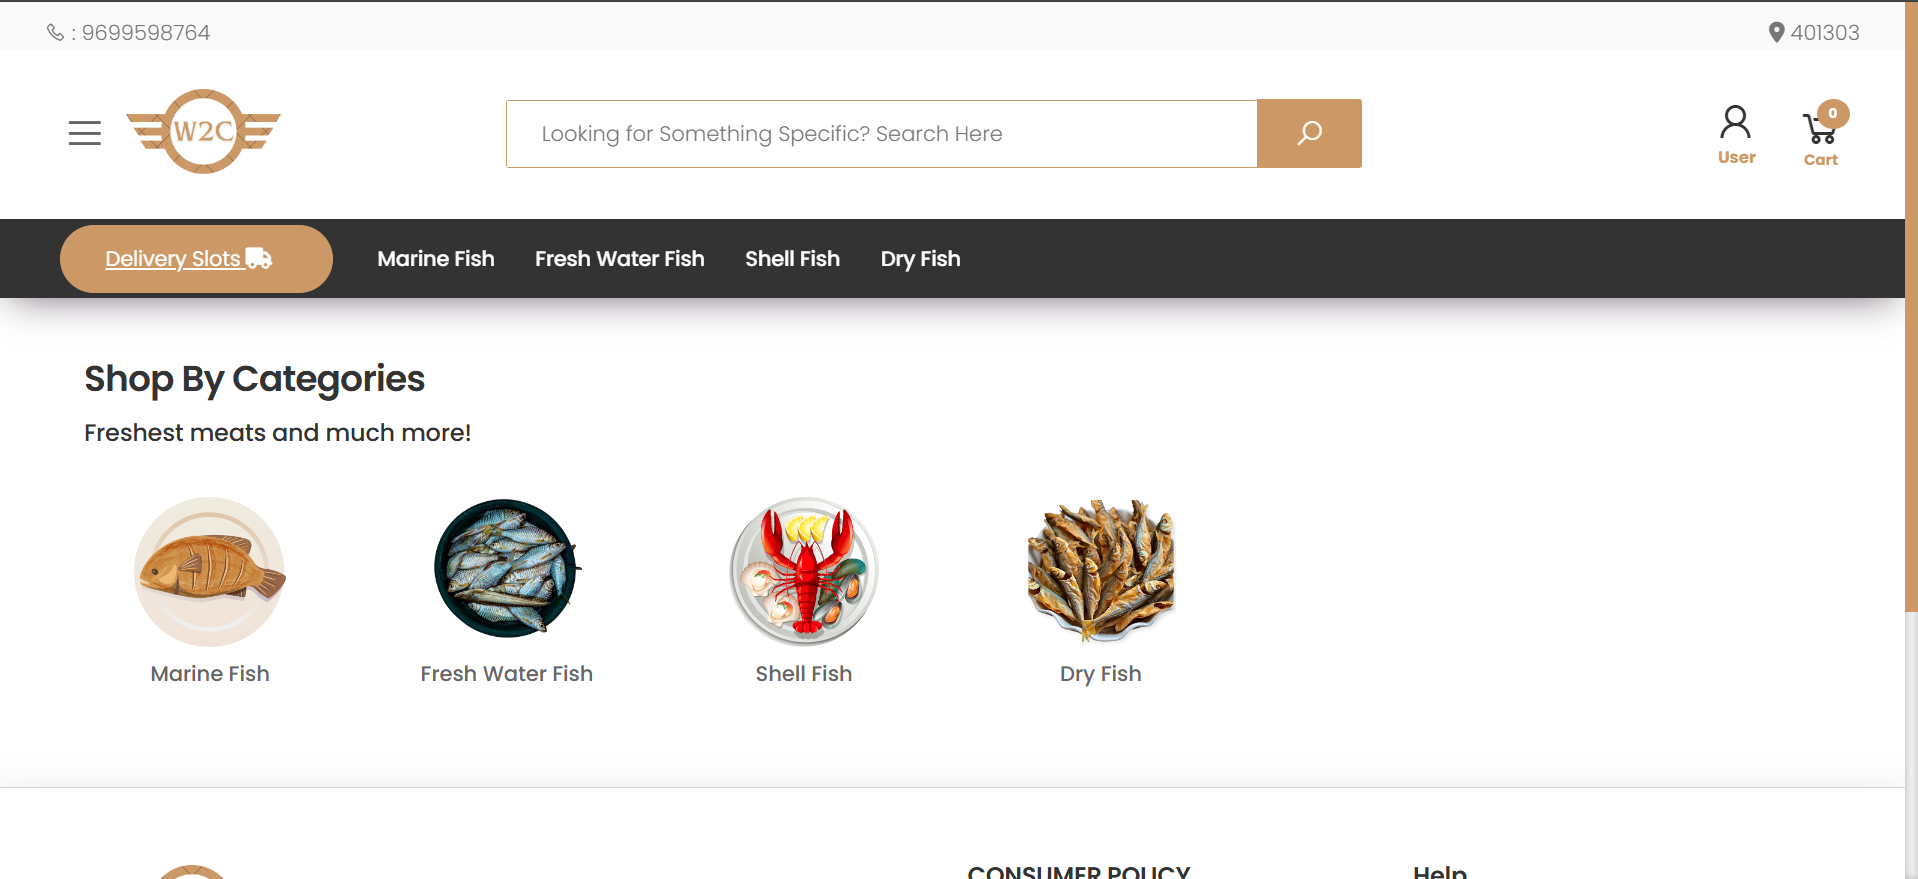 : 9699598764
401303
W2C
Looking for Something Specific? Search Here
0
User
Cart
Delivery Slots
Marine Fish
Fresh Water Fish
Shell Fish
Dry Fish
Shop By Categories
Freshest meats and much more!
Marine Fish
Fresh Water Fish
Shell Fish
Dry Fish
CONSUMER POLICY
Help